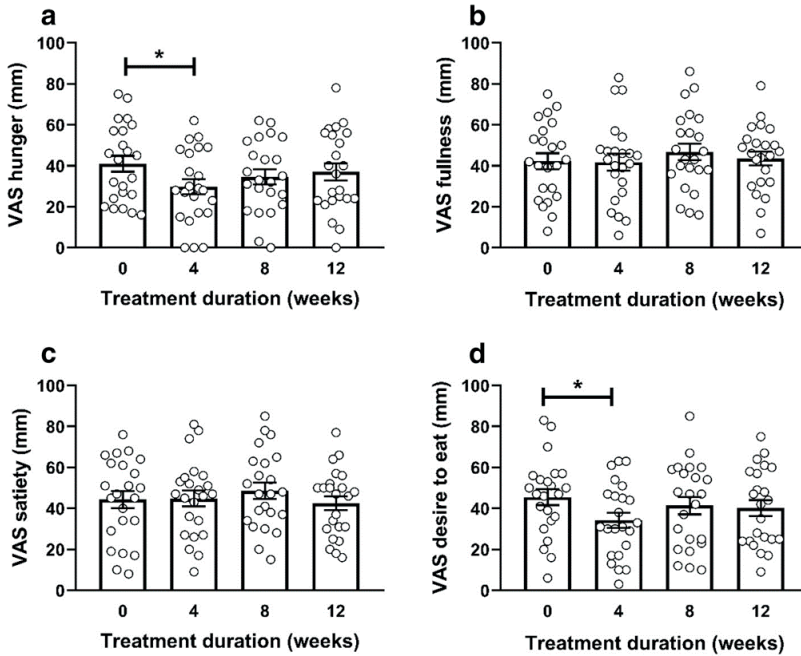 a
VAS hunger (mm)
100
80
60
40
20
0
*
0 4 8 12
Treatment duration (weeks)
b
VAS fullness (mm)
100
80
60
40
20
0
0 4 8 12
Treatment duration (weeks)
c
VAS satiety (mm)
100
80
60
40
20
0
0 4 8 12
Treatment duration (weeks)
d
VAS desire to eat (mm)
100
80
60
40
20
0
*
0 4 8 12
Treatment duration (weeks)